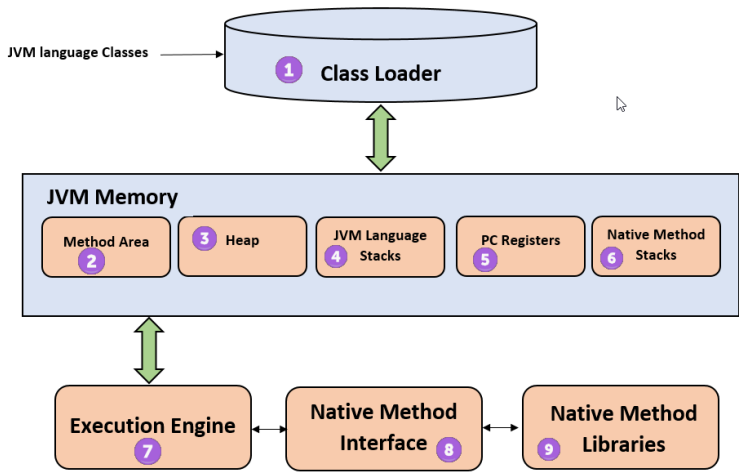 JVM language Classes
1 Class Loader
JVM Memory
Method Area
2
3 Heap
JVM Language
4 Stacks
PC Registers
5
Native Method
6 Stacks
Execution Engine
7
Native Method
Interface 8
Native Method
9 Libraries